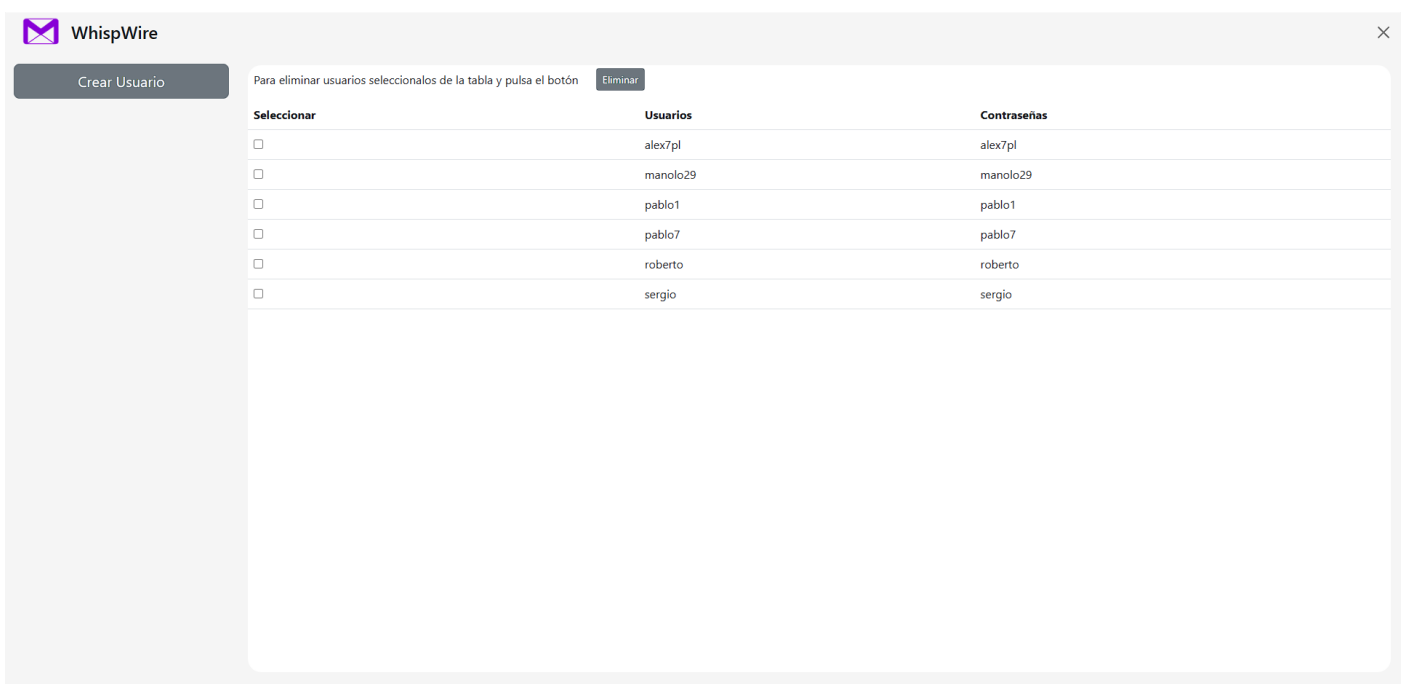 WhispWire
Crear Usuario
Para eliminar usuarios seleccionalos de la tabla y pulsa el botón Eliminar
Seleccionar Usuarios Contraseñas
alex7pl alex7pl
manolo29 manolo29
pablo1 pablo1
pablo7 pablo7
roberto roberto
sergio sergio